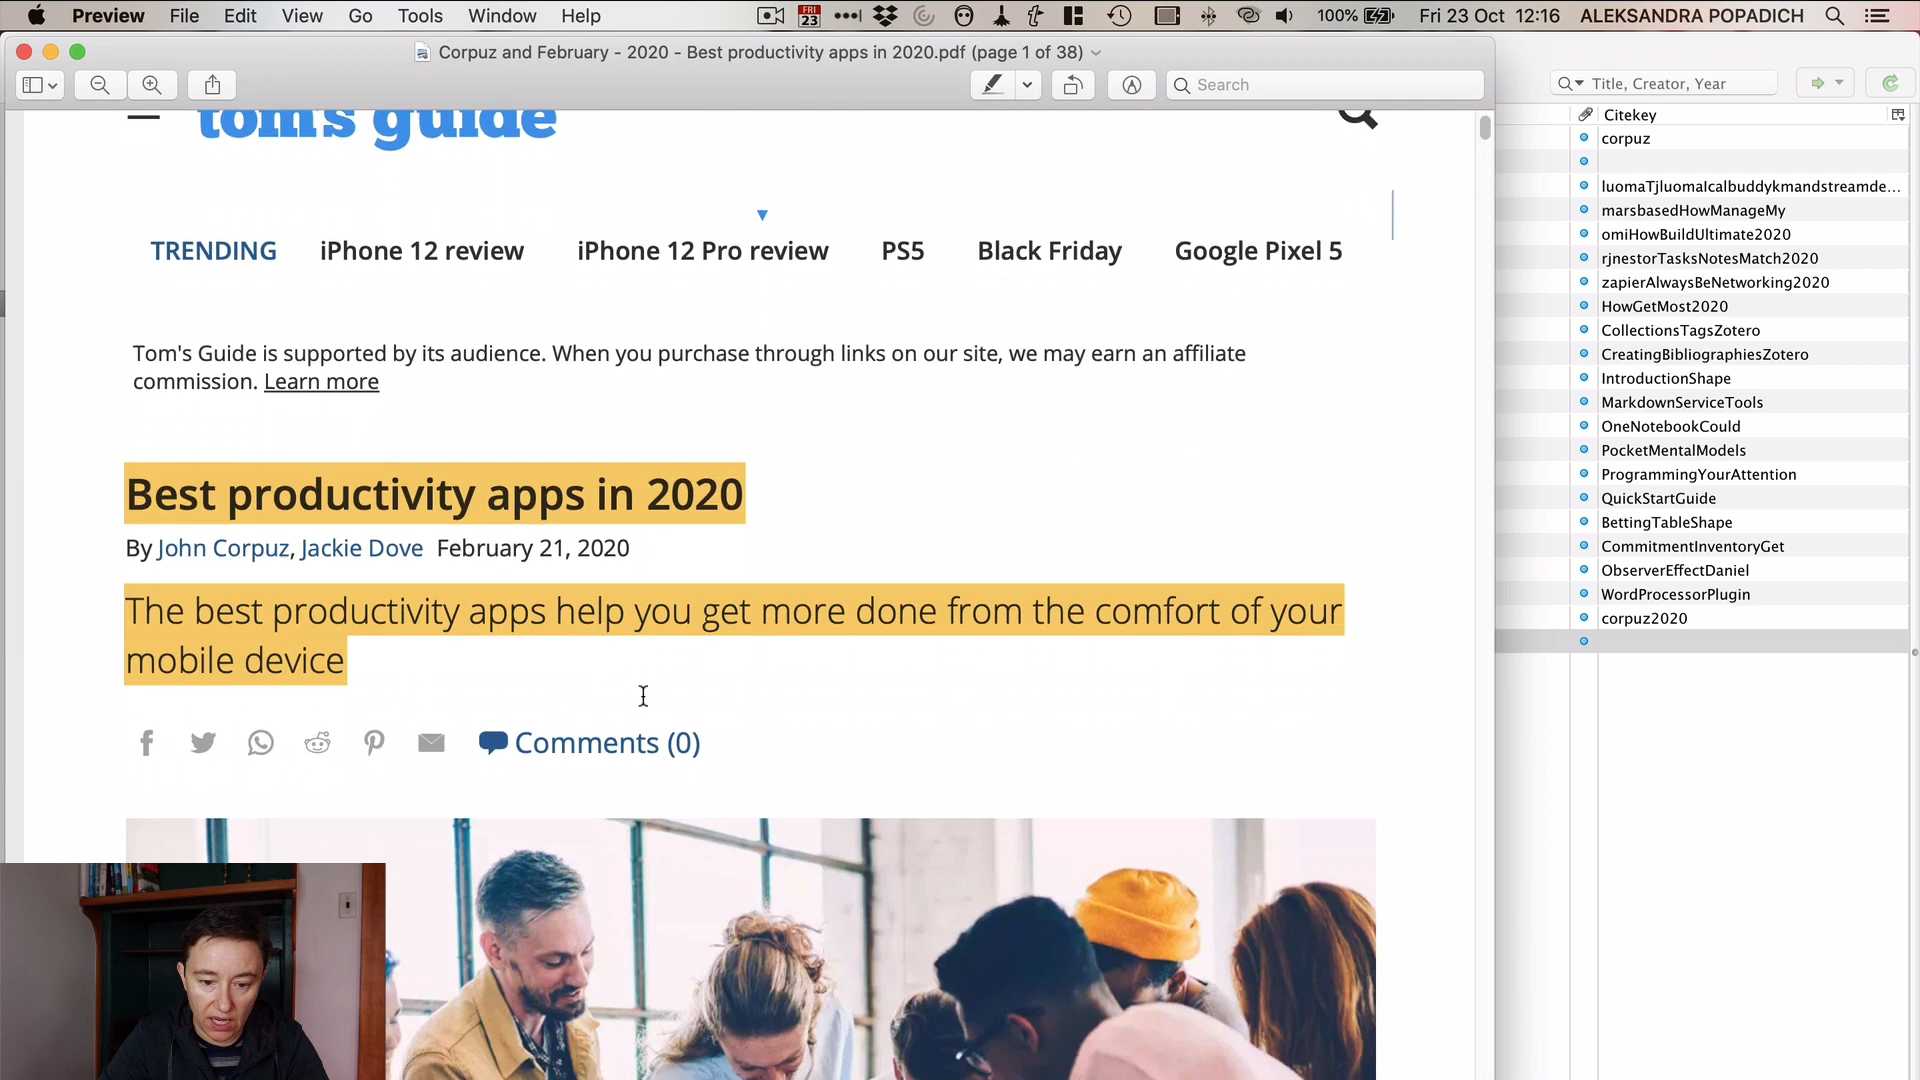 Preview File Edit View Go Tools Window Help FRI 23 100% Fri 23 Oct 12:16 ALEKSANDRA POPADICH
Corpuz and February - 2020 - Best productivity apps in 2020.pdf (page 1 of 38)
Search
Title, Creator, Year
tom's guide
TRENDING iPhone 12 review iPhone 12 Pro review PS5 Black Friday Google Pixel 5
Tom's Guide is supported by its audience. When you purchase through links on our site, we may earn an affiliate
commission. Learn more
Best productivity apps in 2020
By John Corpuz, Jackie Dove February 21, 2020
The best productivity apps help you get more done from the comfort of your
mobile device
Comments (0)
Citekey
corpuz
luomaTjluomaIcalbuddykmandstreamde...
marsbasedHowManageMy
omiHowBuildUltimate2020
rjnestorTasksNotesMatch2020
zapierAlwaysBeNetworking2020
HowGetMost2020
CollectionsTagsZotero
CreatingBibliographiesZotero
IntroductionShape
MarkdownServiceTools
OneNotebookCould
PocketMentalModels
ProgrammingYourAttention
QuickStartGuide
BettingTableShape
CommitmentInventoryGet
ObserverEffectDaniel
WordProcessorPlugin
corpuz2020